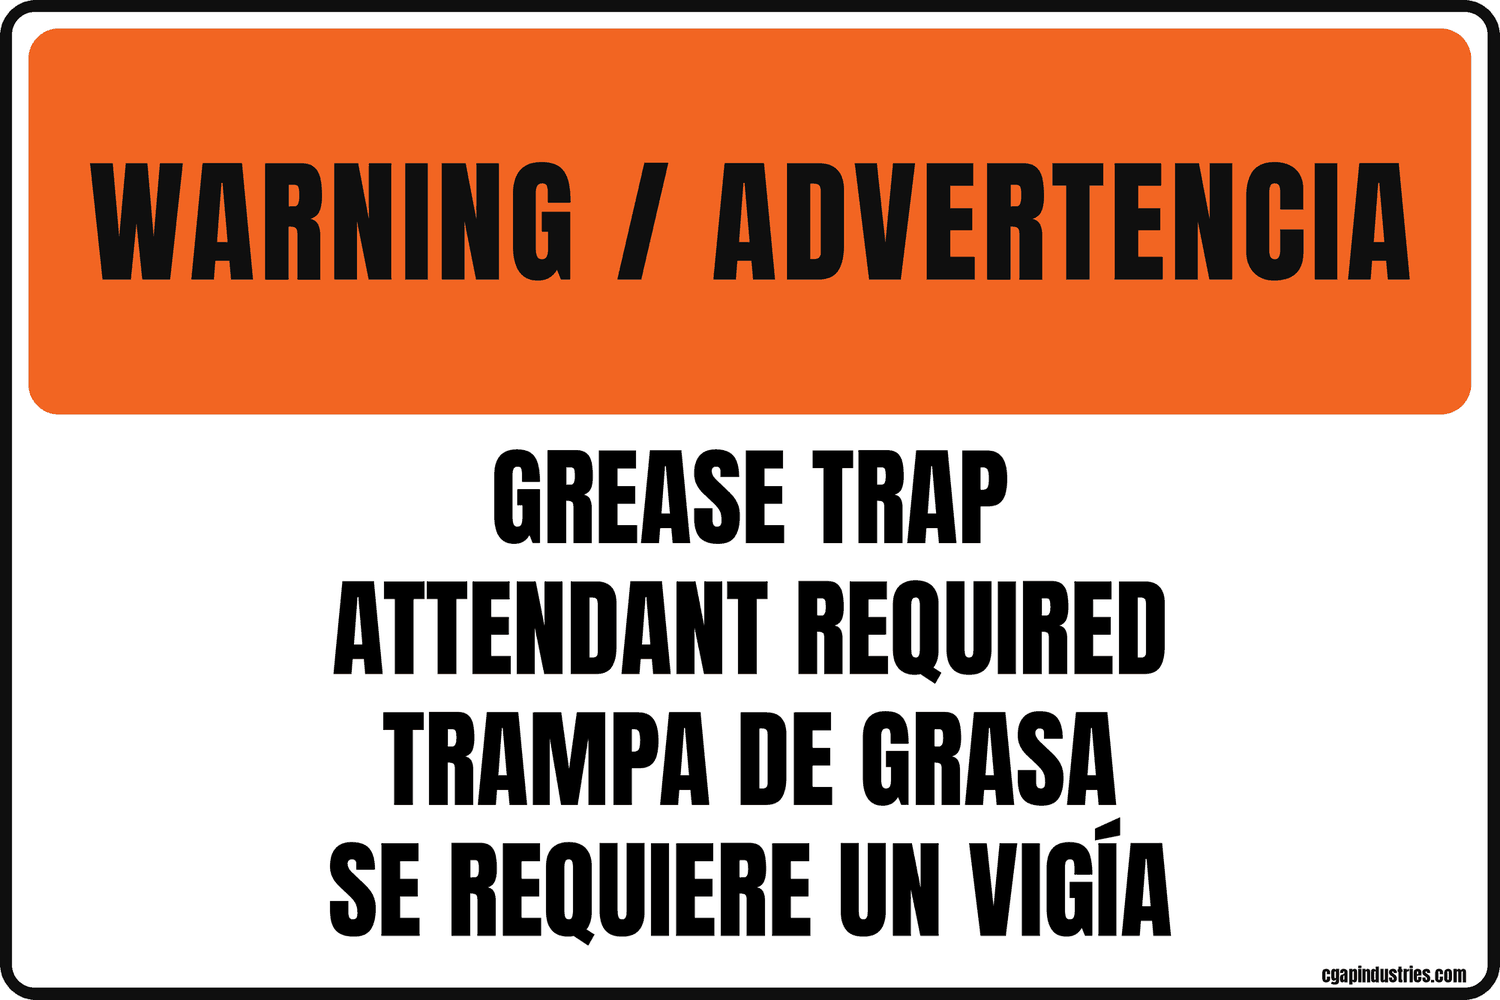 WARNING / ADVERTENCIA
GREASE TRAP
ATTENDANT REQUIRED
TRAMPA DE GRASA
SE REQUIERE UN VIGÍA
cgapindustries.com